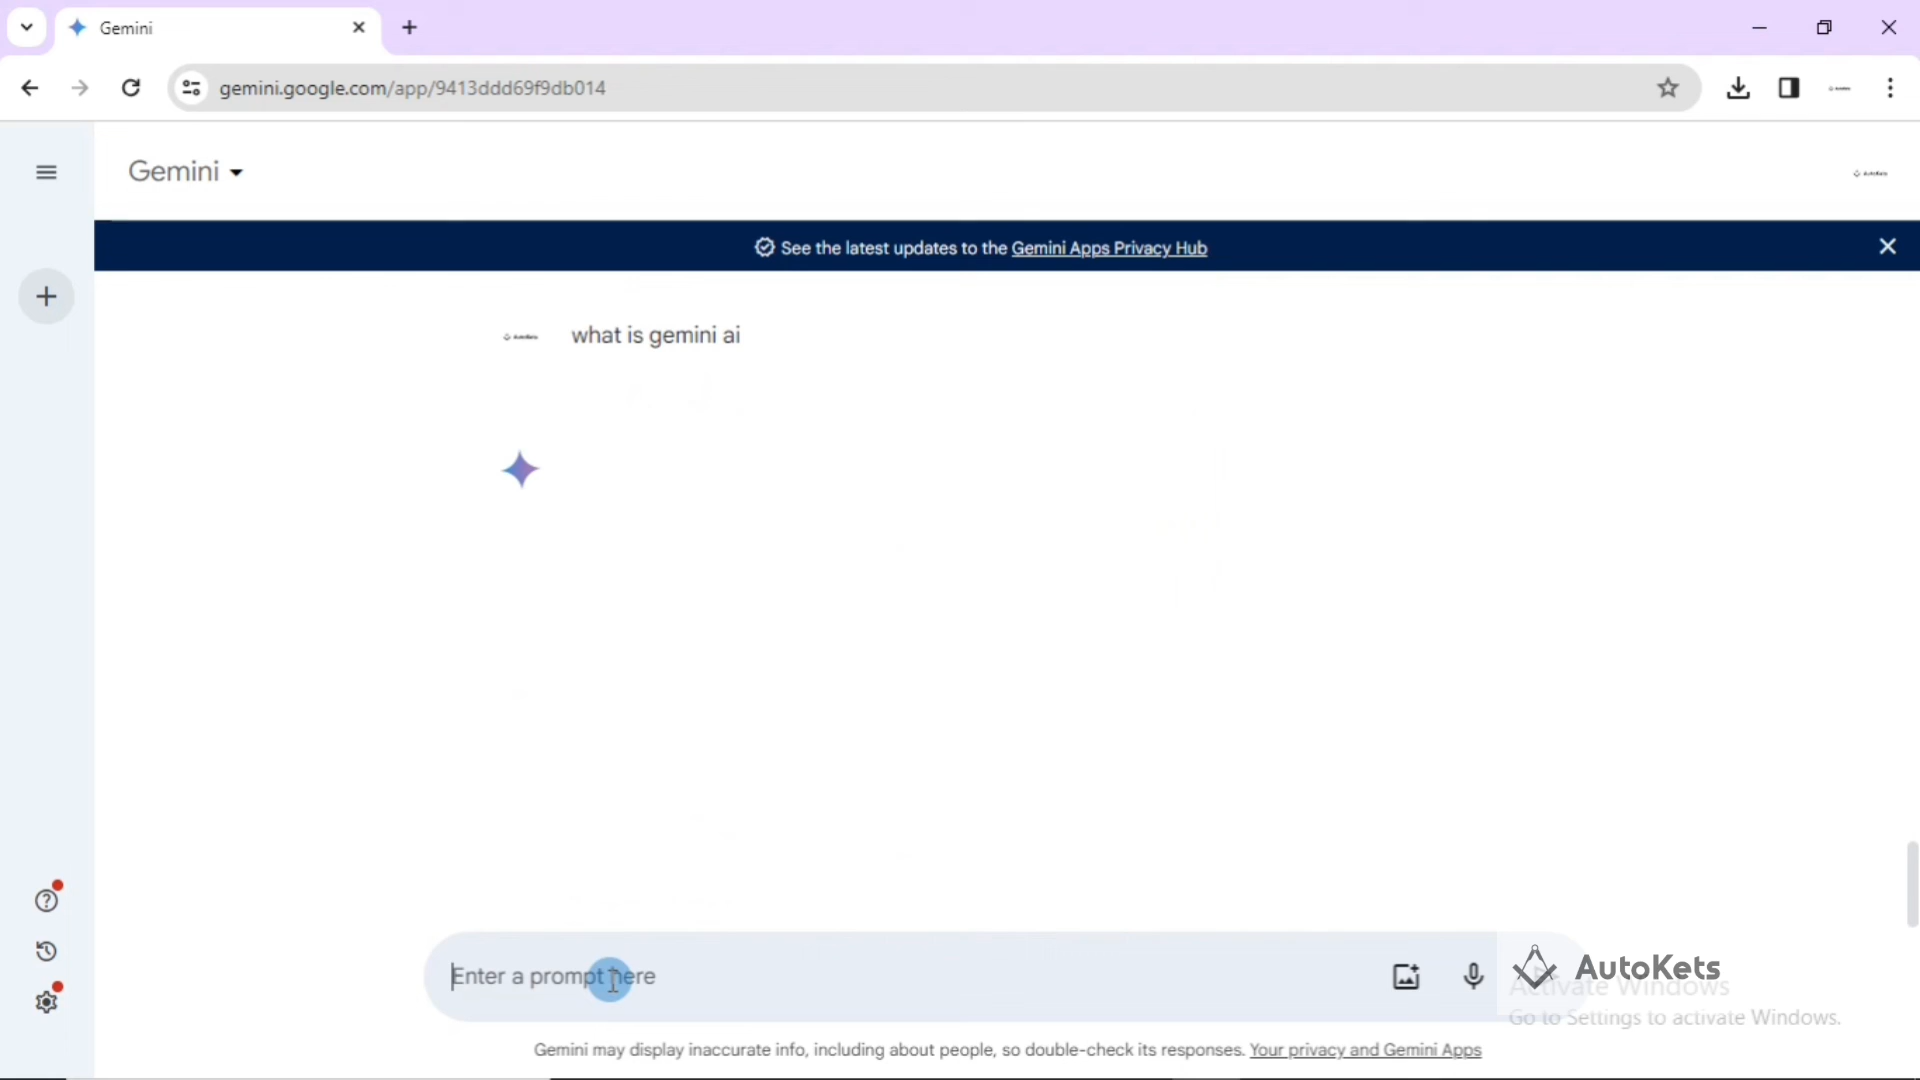 Gemini
gemini.google.com/app/9413ddd69f9db014
Gemini
See the latest updates to the Gemini Apps Privacy Hub
what is gemini ai
Enter a prompt here
AutoKets
Activate Windows
Go to Settings to activate Windows.
Gemini may display inaccurate info, including about people, so double-check its responses. Your privacy and Gemini Apps